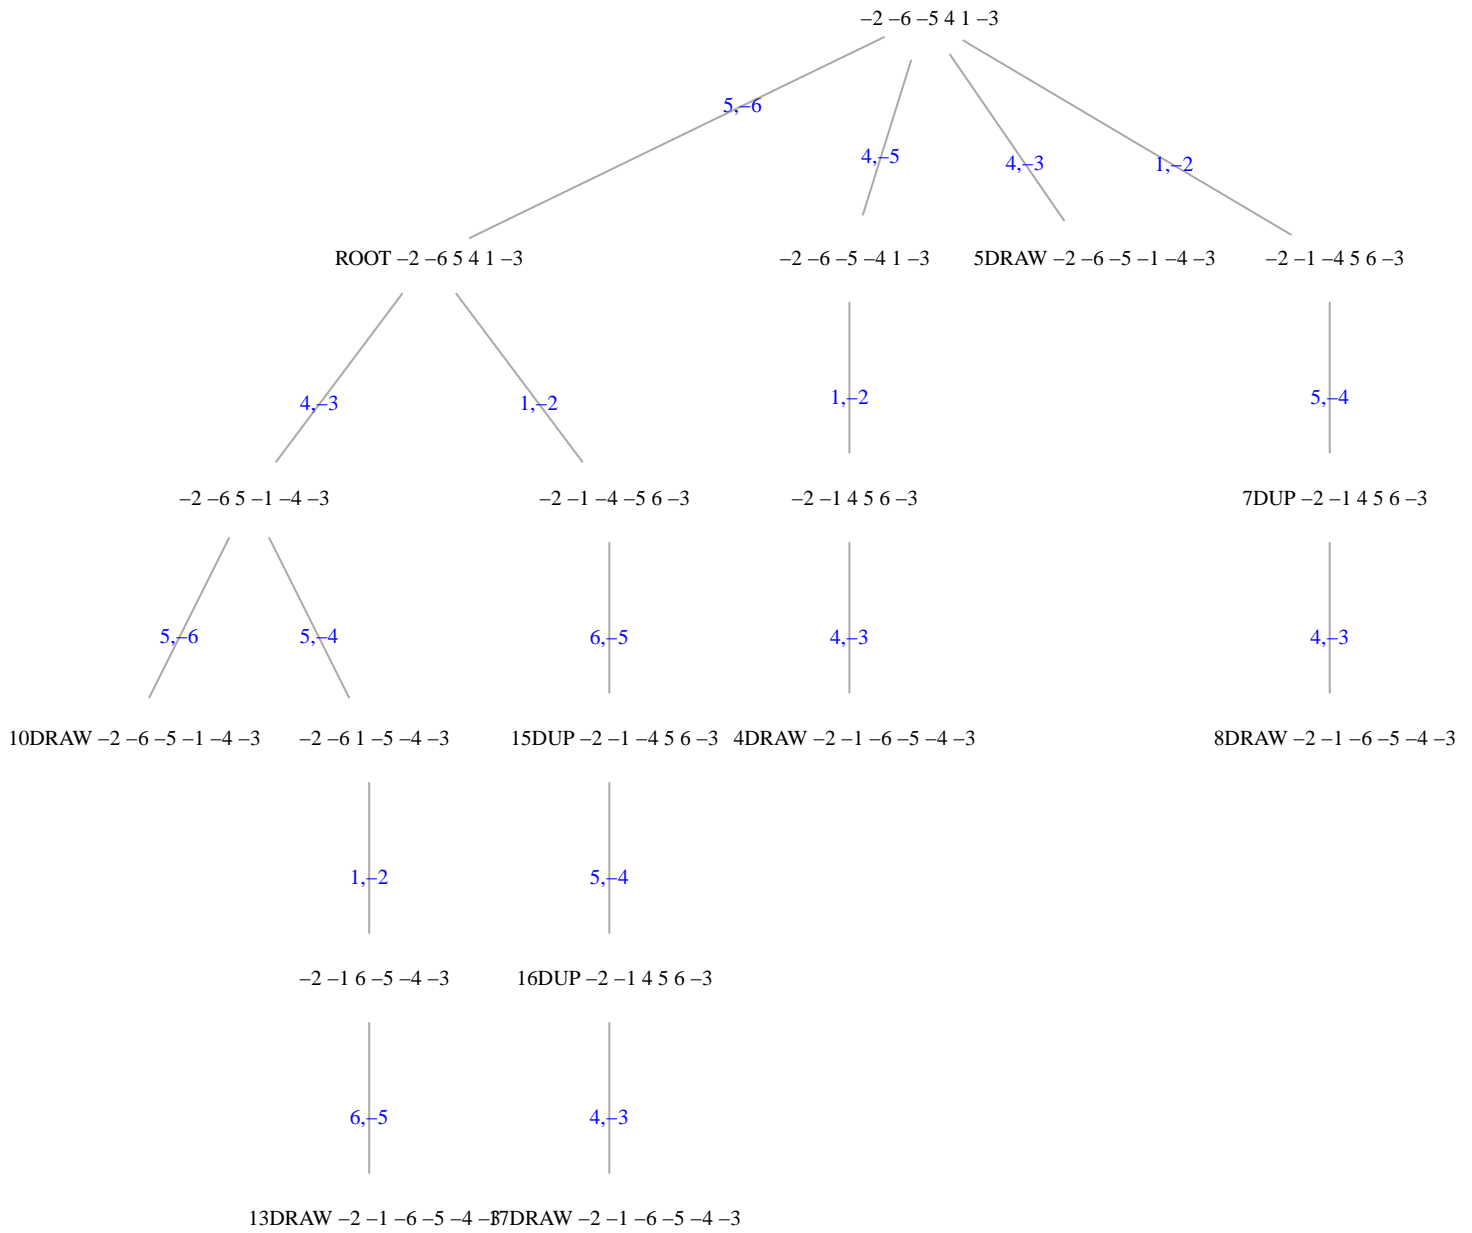 –2 –6 –5 4 1 –3
5,–6
4,–5
4,–3
1,–2
ROOT –2 –6 5 4 1 –3
–2 –6 –5 –4 1 –3
5DRAW –2 –6 –5 –1 –4 –3
–2 –1 –4 5 6 –3
4,–3
1,–2
1,–2
5,–4
–2 –6 5 –1 –4 –3
–2 –1 –4 –5 6 –3
–2 –1 4 5 6 –3
7DUP –2 –1 4 5 6 –3
5,–6
5,–4
6,–5
4,–3
4,–3
10DRAW –2 –6 –5 –1 –4 –3
–2 –6 1 –5 –4 –3
15DUP –2 –1 –4 5 6 –3
4DRAW –2 –1 –6 –5 –4 –3
8DRAW –2 –1 –6 –5 –4 –3
1,–2
5,–4
–2 –1 6 –5 –4 –3
16DUP –2 –1 4 5 6 –3
6,–5
4,–3
13DRAW –2 –1 –6 –5 –4 –3
17DRAW –2 –1 –6 –5 –4 –3